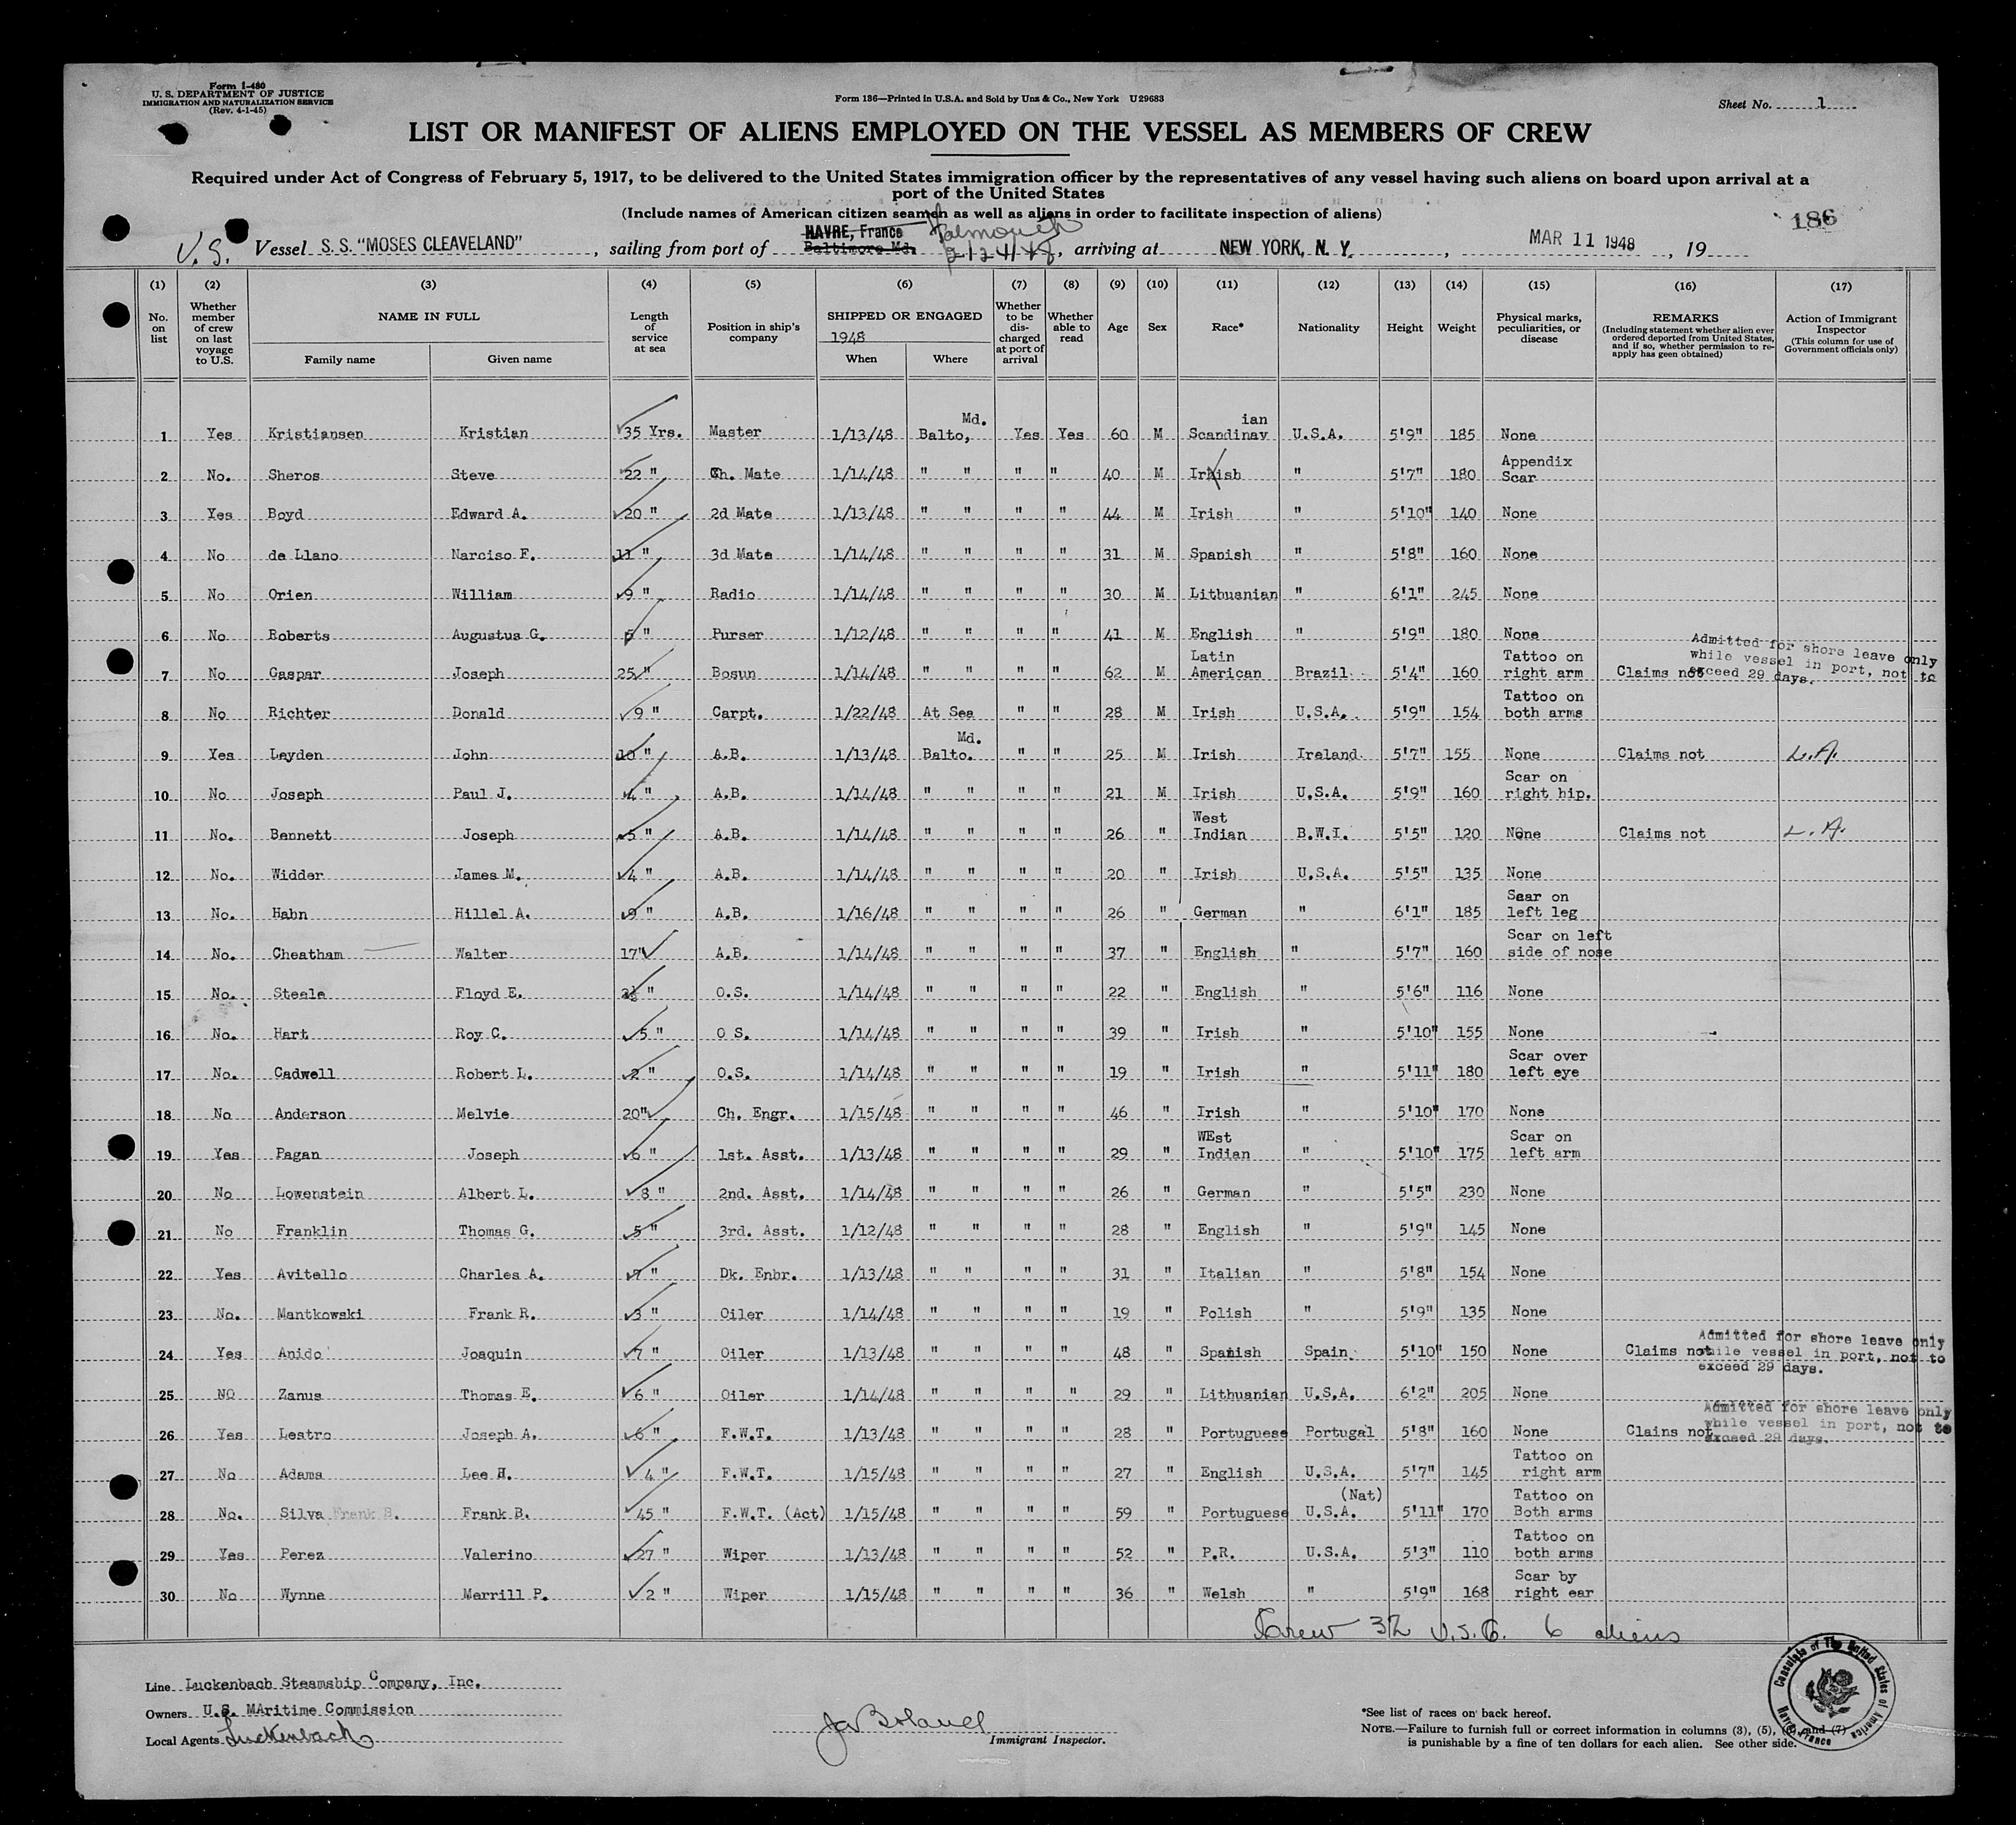 Form I-480
U. S. DEPARTMENT OF JUSTICE
IMMIGRATION AND NATURALIZATION SERVICE
(Rev. 4-1-45)
Form 136—Printed in U.S.A. and Sold by Unz & Co., New York U29683
Sheet No. 1
LIST OR MANIFEST OF ALIENS EMPLOYED ON THE VESSEL AS MEMBERS OF CREW
Required under Act of Congress of February 5, 1917, to be delivered to the United States immigration officer by the representatives of any vessel having such aliens on board upon arrival at a
port of the United States
(Include names of American citizen seamen as well as aliens in order to facilitate inspection of aliens)
186
U.S. Vessel S. S. "MOSES CLEAVELAND", sailing from port of HAVRE, France Baltimore Md. Falmouth 2/24/48, arriving at NEW YORK, N. Y., MAR 11 1948, 19
(1) (2) (3) (4) (5) (6) (7) (8) (9) (10) (11) (12) (13) (14) (15) (16) (17)
No. on list
Whether member of crew on last voyage to U.S.
NAME IN FULL
Family name Given name
Length of service at sea
Position in ship's company
SHIPPED OR ENGAGED
1948
When Where
Whether to be discharged at port of arrival
Whether able to read
Age Sex Race* Nationality Height Weight
Physical marks, peculiarities, or disease
REMARKS
(Including statement whether alien ever ordered deported from United States, and if so, whether permission to reapply has geen obtained)
Action of Immigrant Inspector
(This column for use of Government officials only)
1 Yes Kristiansen Kristian 35 Yrs. Master 1/13/48 Balto, Md. Yes Yes 60 M Scandinavian U.S.A. 5'9" 185 None
2 No. Sheros Steve 22 " Ch. Mate 1/14/48 " " " " 40 M Irish " 5'7" 180 Appendix Scar
3 Yes Boyd Edward A. 20 " 2d Mate 1/13/48 " " " " 44 M Irish " 5'10" 140 None
4 No de Llano Narciso F. 11 " 3d Mate 1/14/48 " " " " 31 M Spanish " 5'8" 160 None
5 No Orien William 9 " Radio 1/14/48 " " " " 30 M Lithuanian " 6'1" 245 None
6 No Roberts Augustus G. 5 " Purser 1/12/48 " " " " 41 M English " 5'9" 180 None
7 No Gaspar Joseph 25 " Bosun 1/14/48 " " " " 62 M Latin American Brazil 5'4" 160 Tattoo on right arm Claims not Admitted for shore leave only while vessel in port, not to exceed 29 days.
8 No Richter Donald 9 " Carpt. 1/22/48 At Sea " " 28 M Irish U.S.A. 5'9" 154 Tattoo on both arms
9 Yes Leyden John 10 " A.B. 1/13/48 Balto. Md. " " 25 M Irish Ireland 5'7" 155 None Claims not L.A.
10 No Joseph Paul J. 4 " A.B. 1/14/48 " " " " 21 M Irish U.S.A. 5'9" 160 Scar on right hip.
11 No. Bennett Joseph 5 " A.B. 1/14/48 " " " " 26 " West Indian B.W.I. 5'5" 120 None Claims not L.A.
12 No. Widder James M. 4 " A.B. 1/14/48 " " " " 20 " Irish U.S.A. 5'5" 135 None
13 No. Hahn Hillel A. 9 " A.B. 1/16/48 " " " " 26 " German " 6'1" 185 Scar on left leg
14 No. Cheatham Walter 17" A.B. 1/14/48 " " " " 37 " English " 5'7" 160 Scar on left side of nose
15 No. Steele Floyd E. " O.S. 1/14/48 " " " " 22 " English " 5'6" 116 None
16 No. Hart Roy C. 5 " O S. 1/14/48 " " " " 39 " Irish " 5'10" 155 None
17 No. Cadwell Robert L. 2 " O.S. 1/14/48 " " " " 19 " Irish " 5'11" 180 Scar over left eye
18 No Anderson Melvie 20" Ch. Engr. 1/15/48 " " " " 46 " Irish " 5'10" 170 None
19 Yes Pagan Joseph 6 " 1st. Asst. 1/13/48 " " " " 29 " WEst Indian " 5'10" 175 Scar on left arm
20 No Lowenstein Albert L. 8 " 2nd. Asst. 1/14/48 " " " " 26 " German " 5'5" 230 None
21 No Franklin Thomas G. 5 " 3rd. Asst. 1/12/48 " " " " 28 " English " 5'9" 145 None
22 Yes Avitello Charles A. 7 " Dk. Enbr. 1/13/48 " " " " 31 " Italian " 5'8" 154 None
23 No. Mantkowski Frank R. 3 " Oiler 1/14/48 " " " " 19 " Polish " 5'9" 135 None
24 Yes Anido Joaquin 7 " Oiler 1/13/48 " " " " 48 " Spanish Spain 5'10" 150 None Claims not Admitted for shore leave only while vessel in port, not to exceed 29 days.
25 NO Zanus Thomas E. 6 " Oiler 1/14/48 " " " " 29 " Lithuanian U.S.A. 6'2" 205 None
26 Yes Lestro Joseph A. 6 " F.W.T. 1/13/48 " " " " 28 " Portuguese Portugal 5'8" 160 None Claims not Admitted for shore leave only while vessel in port, not to exceed 29 days.
27 No Adams Lee H. 4 " F.W.T. 1/15/48 " " " " 27 " English U.S.A. 5'7" 145 Tattoo on right arm
28 No. Silva Frank B. Frank B. 45 " F.W.T. (Act) 1/15/48 " " " " 59 " Portuguese U.S.A. (Nat) 5'11" 170 Tattoo on Both arms
29 Yes Perez Valerino 27 " Wiper 1/13/48 " " " " 52 " P.R. U.S.A. 5'3" 110 Tattoo on both arms
30 No Wynne Merrill P. 2 " Wiper 1/15/48 " " " " 36 " Welsh " 5'9" 168 Scar by right ear
Crew 32 U.S.C. 6 aliens
Line Luckenbach Steamship Company, Inc.
Owners U.S. MAritime Commission
Local Agents Luckenbach
Immigrant Inspector.
*See list of races on back hereof.
NOTE.—Failure to furnish full or correct information in columns (3), (5), (6) and (7)
is punishable by a fine of ten dollars for each alien. See other side.
Consulate of The United States of America Havre, France